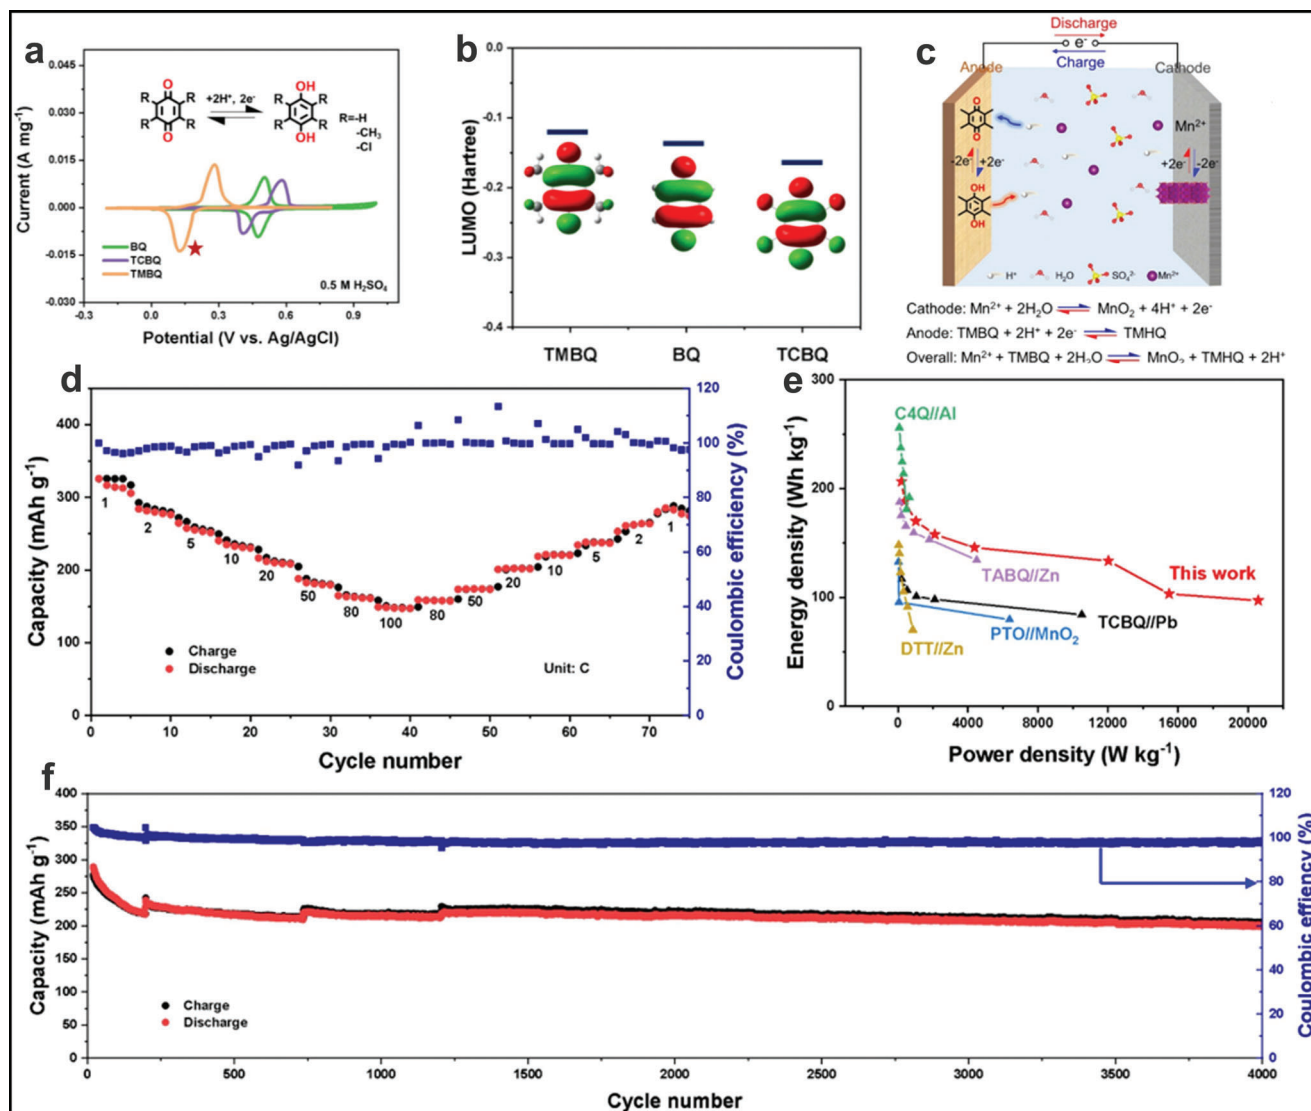 a
Current (A mg⁻¹)
0.045
0.030
0.015
0.000
-0.015
-0.030
O
R R
R R
O
+2H⁺, 2e⁻
OH
R R
R R
OH
R=-H
-CH₃
-Cl
BQ
TCBQ
TMBQ
0.5 M H₂SO₄
0.0 0.3 0.6 0.9
Potential (V vs. Ag/AgCl)
b
LUMO (Hartree)
0.0
-0.1
-0.2
-0.3
-0.4
TMBQ BQ TCBQ
c
Discharge
e⁻
Charge
Anode
Cathode
O
O
-2e⁻ +2e⁻
OH
OH
Mn²⁺
+2e⁻ -2e⁻
H⁺ H₂O SO₄²⁻ Mn²⁺
Cathode: Mn²⁺ + 2H₂O MnO₂ + 4H⁺ + 2e⁻
Anode: TMBQ + 2H⁺ + 2e⁻ TMHQ
Overall: Mn²⁺ + TMBQ + 2H₂O MnO₂ + TMHQ + 2H⁺
d
Capacity (mAh g⁻¹)
400
300
200
100
0
1
2
5
10
20
50
80
100
80
50
20
10
5
2
1
Charge
Discharge
Unit: C
0 10 20 30 40 50 60 70
Cycle number
120
100
80
60
40
20
0
Coulombic efficiency (%)
e
Energy density (Wh kg⁻¹)
300
200
100
0
C4Q//Al
TABQ//Zn
This work
TCBQ//Pb
PTO//MnO₂
DTT//Zn
0 4000 8000 12000 16000 20000
Power density (W kg⁻¹)
f
Capacity (mAh g⁻¹)
400
350
300
250
200
150
100
50
0
Charge
Discharge
0 500 1000 1500 2000 2500 3000 3500 4000
Cycle number
120
100
80
60
40
20
0
Coulombic efficiency (%)